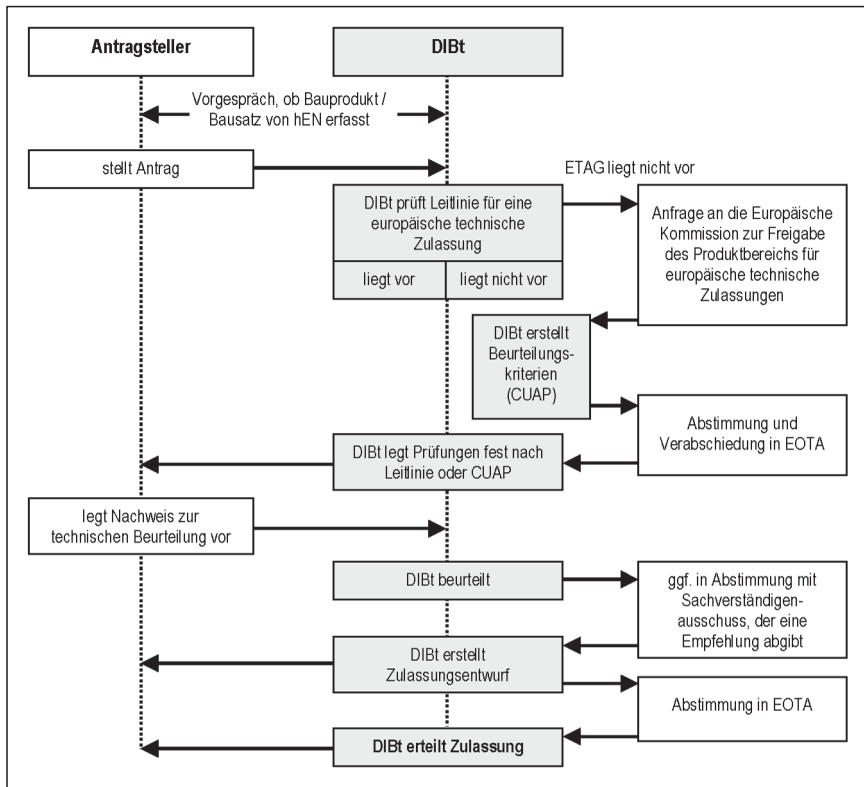 Antragsteller
DIBt
Vorgespräch, ob Bauprodukt /
Bausatz von hEN erfasst
stellt Antrag
ETAG liegt nicht vor
DIBt prüft Leitlinie für eine
europäische technische
Zulassung
liegt vor
liegt nicht vor
Anfrage an die Europäische
Kommission zur Freigabe
des Produktbereichs für
europäische technische
Zulassungen
DIBt erstellt
Beurteilungs-
kriterien
(CUAP)
Abstimmung und
Verabschiedung in EOTA
DIBt legt Prüfungen fest nach
Leitlinie oder CUAP
legt Nachweis zur
technischen Beurteilung vor
DIBt beurteilt
ggf. in Abstimmung mit
Sachverständigen-
ausschuss, der eine
Empfehlung abgibt
DIBt erstellt
Zulassungsentwurf
Abstimmung in EOTA
DIBt erteilt Zulassung